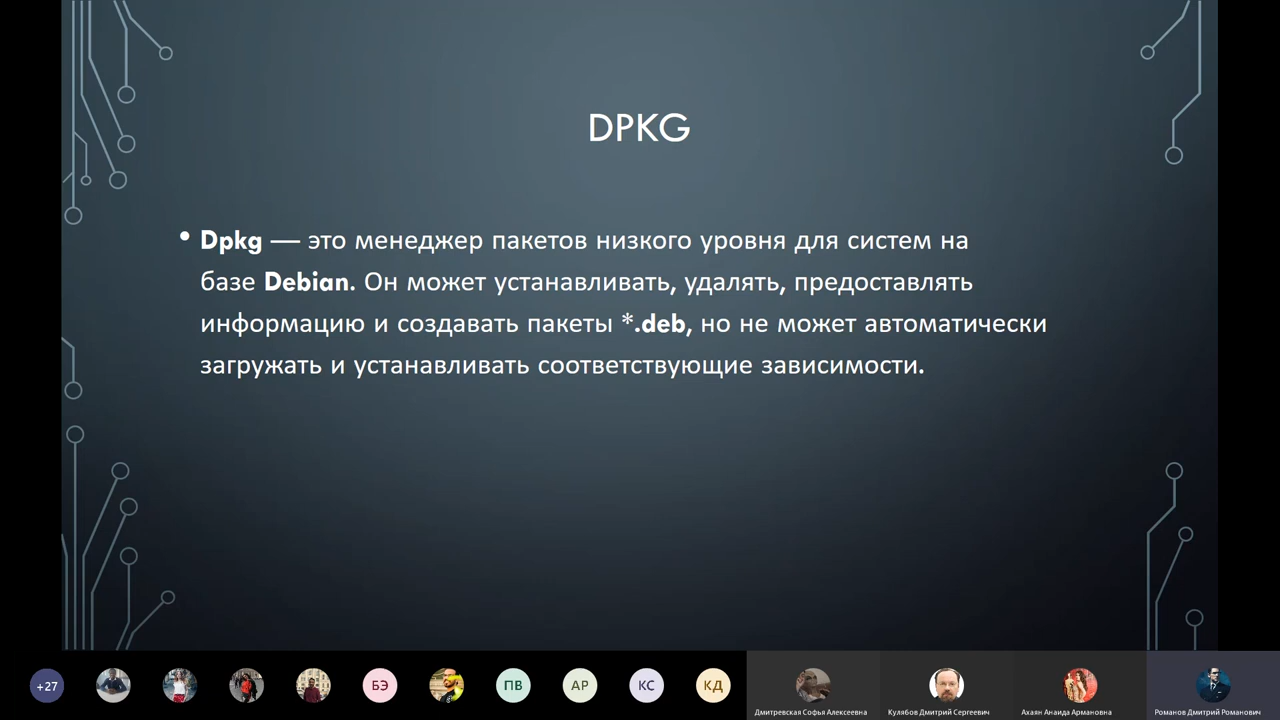 DPKG
• Dpkg — это менеджер пакетов низкого уровня для систем на
базе Debian. Он может устанавливать, удалять, предоставлять
информацию и создавать пакеты *.deb, но не может автоматически
загружать и устанавливать соответствующие зависимости.
+27
БЭ
ПВ
АР
КС
КД
Дмитревская Софья Алексеевна
Кулябов Дмитрий Сергеевич
Ахаян Анаида Армановна
Романов Дмитрий Романович